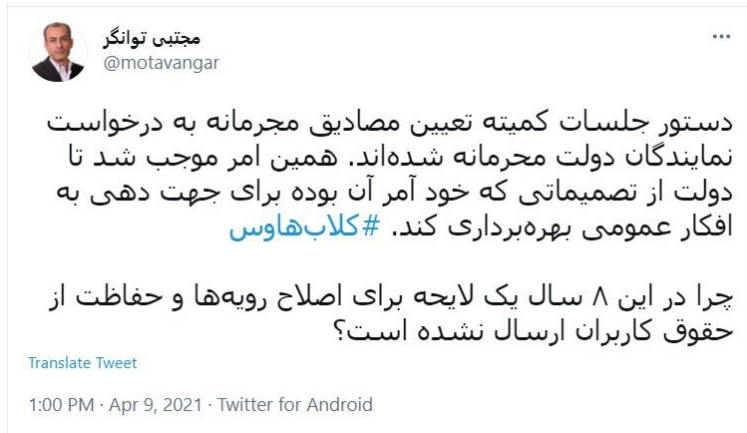 مجتبی توانگر
@motavangar
دستور جلسات کمیته تعیین مصادیق مجرمانه به درخواست
نمایندگان دولت محرمانه شده‌اند. همین امر موجب شد تا
دولت از تصمیماتی که خود آمر آن بوده برای جهت دهی به
افکار عمومی بهره‌برداری کند. #کلاب‌هاوس
چرا در این ۸ سال یک لایحه برای اصلاح رویه‌ها و حفاظت از
حقوق کاربران ارسال نشده است؟
Translate Tweet
1:00 PM · Apr 9, 2021 · Twitter for Android